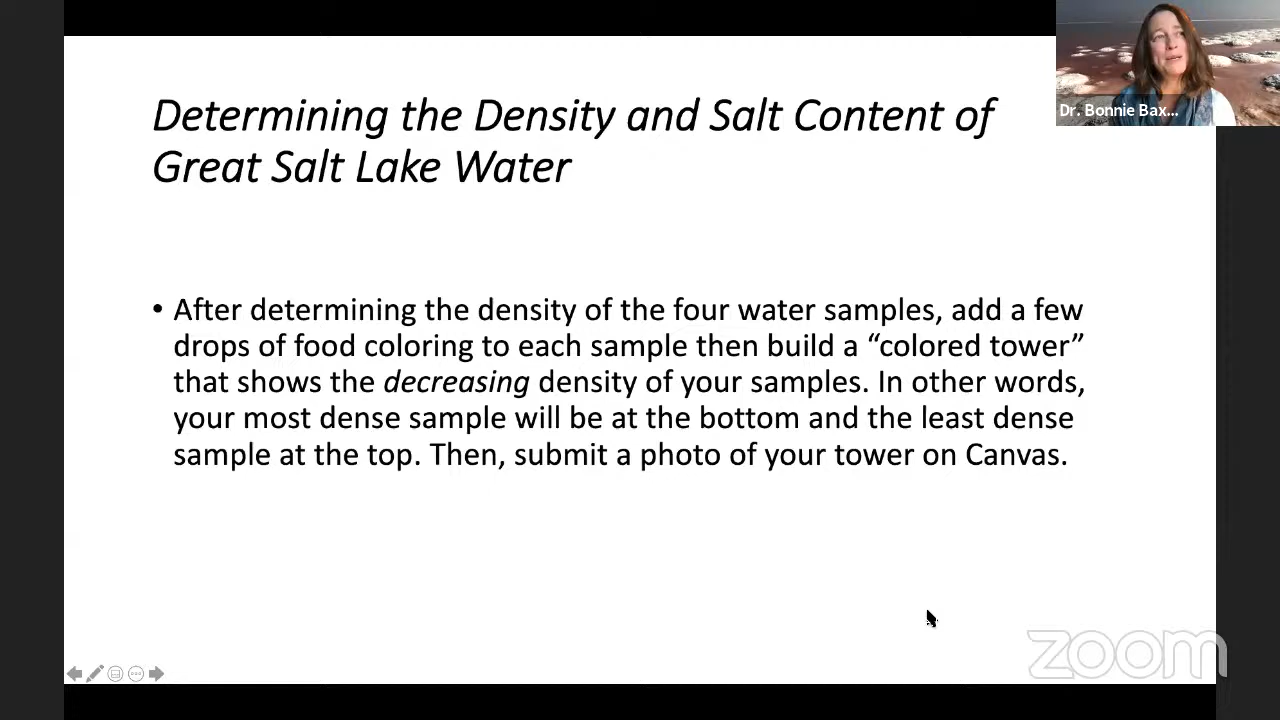 Determining the Density and Salt Content of
Great Salt Lake Water
Dr. Bonnie Bax...
• After determining the density of the four water samples, add a few
drops of food coloring to each sample then build a “colored tower”
that shows the decreasing density of your samples. In other words,
your most dense sample will be at the bottom and the least dense
sample at the top. Then, submit a photo of your tower on Canvas.
zoom